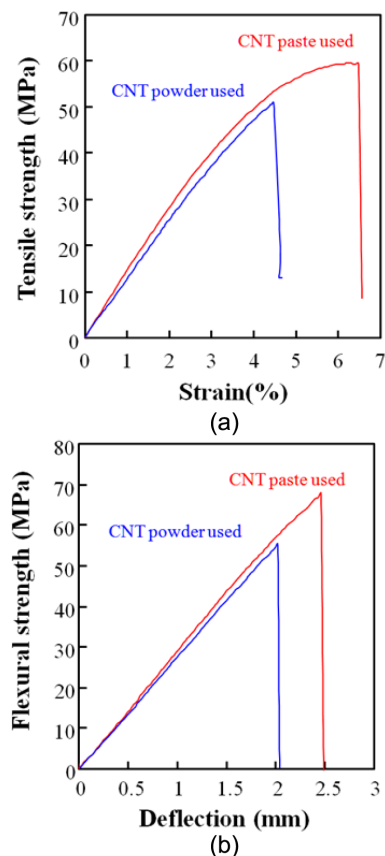 70
60
50
40
30
20
10
0
Tensile strength (MPa)
CNT paste used
CNT powder used
0 1 2 3 4 5 6 7
Strain(%)
(a)
80
70
60
50
40
30
20
10
0
Flexural strength (MPa)
CNT paste used
CNT powder used
0 0.5 1 1.5 2 2.5 3
Deflection (mm)
(b)